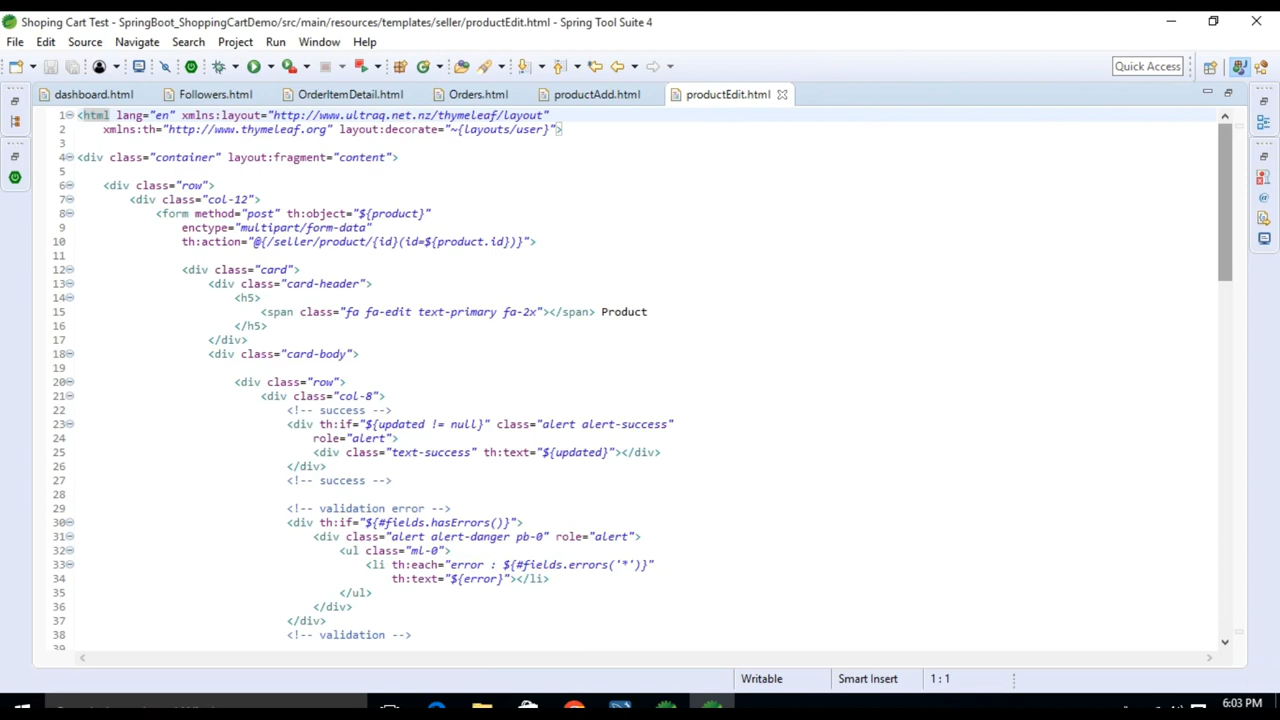 Shoping Cart Test - SpringBoot_ShoppingCartDemo/src/main/resources/templates/seller/productEdit.html - Spring Tool Suite 4
File Edit Source Navigate Search Project Run Window Help
Quick Access
dashboard.html Followers.html OrderItemDetail.html Orders.html productAdd.html productEdit.html
1 <html lang="en" xmlns:layout="http://www.ultraq.net.nz/thymeleaf/layout"
2 xmlns:th="http://www.thymeleaf.org" layout:decorate="~{layouts/user}">
3
4 <div class="container" layout:fragment="content">
5
6 <div class="row">
7 <div class="col-12">
8 <form method="post" th:object="${product}"
9 enctype="multipart/form-data"
10 th:action="@{/seller/product/{id}(id=${product.id})}">
11
12 <div class="card">
13 <div class="card-header">
14 <h5>
15 <span class="fa fa-edit text-primary fa-2x"></span> Product
16 </h5>
17 </div>
18 <div class="card-body">
19
20 <div class="row">
21 <div class="col-8">
22 <!-- success -->
23 <div th:if="${updated != null}" class="alert alert-success"
24 role="alert">
25 <div class="text-success" th:text="${updated}"></div>
26 </div>
27 <!-- success -->
28
29 <!-- validation error -->
30 <div th:if="${#fields.hasErrors()}">
31 <div class="alert alert-danger pb-0" role="alert">
32 <ul class="ml-0">
33 <li th:each="error : ${#fields.errors('*')}"
34 th:text="${error}"></li>
35 </ul>
36 </div>
37 </div>
38 <!-- validation -->
39
Writable Smart Insert 1 : 1
6:03 PM